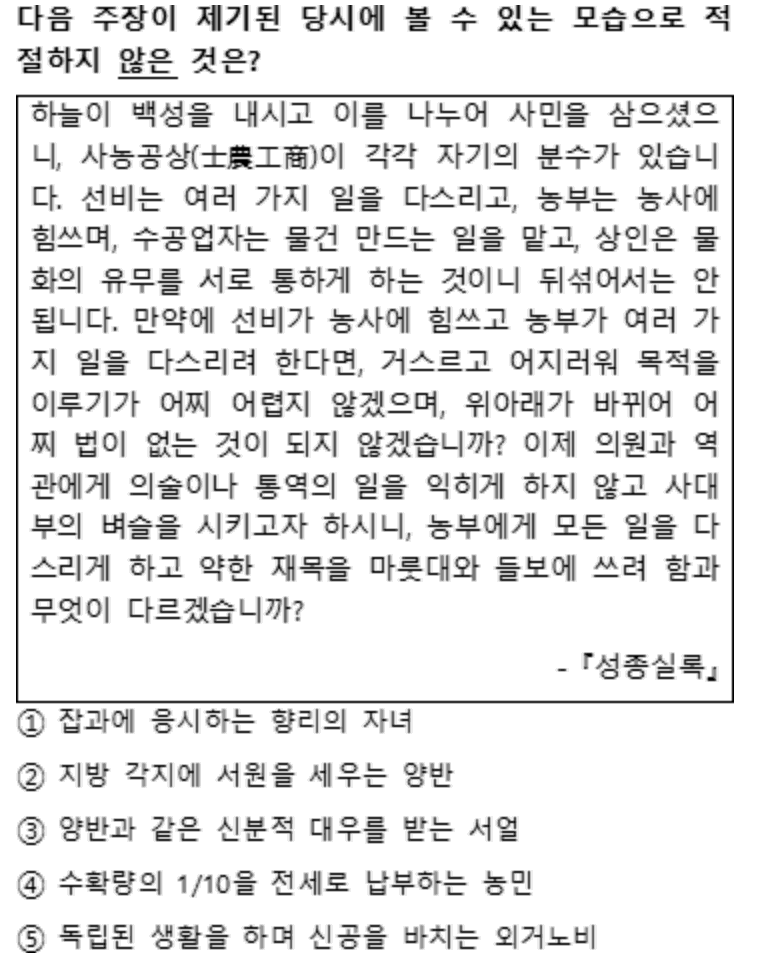 다음 주장이 제기된 당시에 볼 수 있는 모습으로 적
절하지 않은 것은?
하늘이 백성을 내시고 이를 나누어 사민을 삼으셨으
니, 사농공상(士農工商)이 각각 자기의 분수가 있습니
다. 선비는 여러 가지 일을 다스리고, 농부는 농사에
힘쓰며, 수공업자는 물건 만드는 일을 맡고, 상인은 물
화의 유무를 서로 통하게 하는 것이니 뒤섞어서는 안
됩니다. 만약에 선비가 농사에 힘쓰고 농부가 여러 가
지 일을 다스리려 한다면, 거스르고 어지러워 목적을
이루기가 어찌 어렵지 않겠으며, 위아래가 바뀌어 어
찌 법이 없는 것이 되지 않겠습니까? 이제 의원과 역
관에게 의술이나 통역의 일을 익히게 하지 않고 사대
부의 벼슬을 시키고자 하시니, 농부에게 모든 일을 다
스리게 하고 약한 재목을 마룻대와 들보에 쓰려 함과
무엇이 다르겠습니까?
-『성종실록』
① 잡과에 응시하는 향리의 자녀
② 지방 각지에 서원을 세우는 양반
③ 양반과 같은 신분적 대우를 받는 서얼
④ 수확량의 1/10을 전세로 납부하는 농민
⑤ 독립된 생활을 하며 신공을 바치는 외거노비